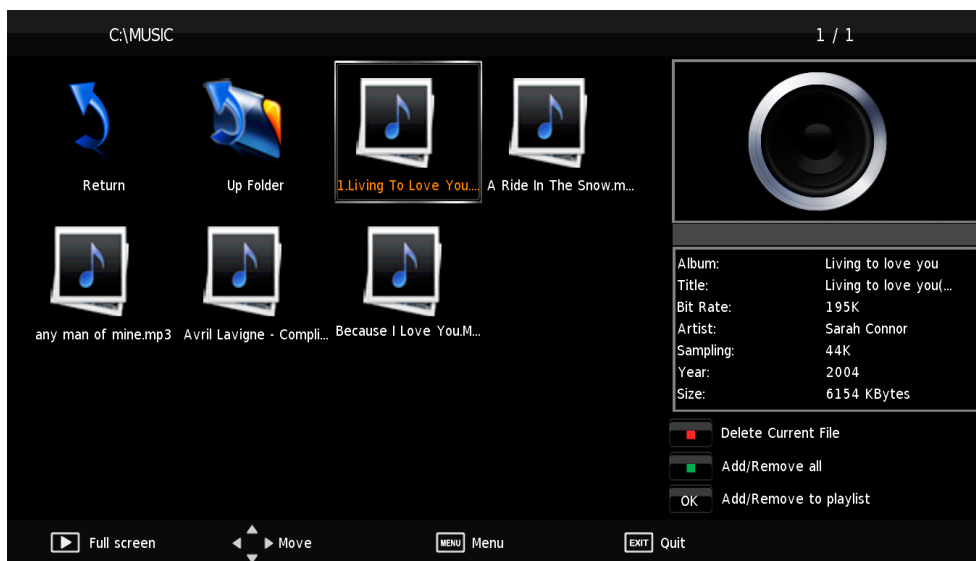 C:\MUSIC 1 / 1
Return Up Folder 1.Living To Love You.... A Ride In The Snow.m...
any man of mine.mp3 Avril Lavigne - Compli... Because I Love You.M...
Album: Living to love you
Title: Living to love you(...
Bit Rate: 195K
Artist: Sarah Connor
Sampling: 44K
Year: 2004
Size: 6154 KBytes
Delete Current File
Add/Remove all
OK Add/Remove to playlist
Full screen Move MENU Menu EXIT Quit